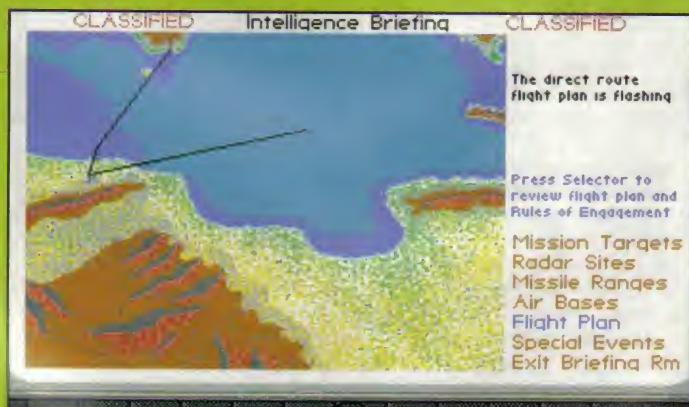 CLASSIFIED Intelligence Briefing CLASSIFIED
The direct route
flight plan is flashing
Press Selector to
review flight plan and
Rules of Engagement
Mission Targets
Radar Sites
Missile Ranges
Air Bases
Flight Plan
Special Events
Exit Briefing Rm